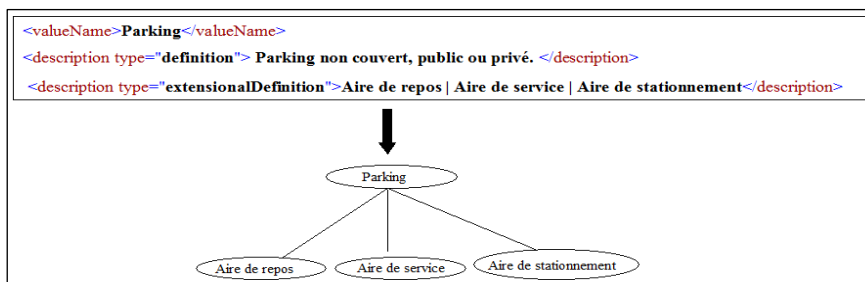 <valueName>Parking</valueName>
<description type="definition"> Parking non couvert, public ou privé. </description>
<description type="extensionalDefinition">Aire de repos | Aire de service | Aire de stationnement</description>
Parking
Aire de repos
Aire de service
Aire de stationnement